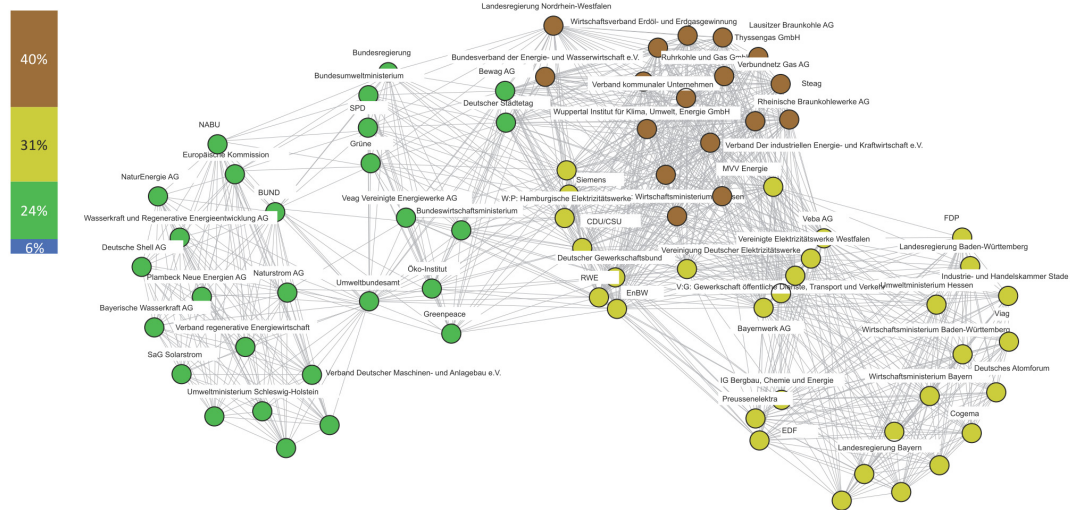 Landesregierung Nordrhein-Westfalen
40%
31%
24%
6%
Wirtschaftsverband Erdöl- und Erdgasgewinnung
Lausitzer Braunkohle AG
Thyssengas GmbH
Bundesregierung
Bundesverband der Energie- und Wasserwirtschaft e.V.
Ruhrkohle und Gas
Verbundnetz Gas AG
Bundesumweltministerium
Bewag AG
Verband kommunaler Unternehmen
Steag
SPD
Deutscher Städtetag
Wuppertal Institut für Klima, Umwelt, Energie GmbH
Rheinische Braunkohlewerke AG
NABU
Grüne
Verband Der industriellen Energie- und Kraftwirtschaft e.V.
Europäische Kommission
MVV Energie
NaturEnergie AG
Siemens
BUND
Veag Vereinigte Energiewerke AG
W.P: Hamburgische Elektrizitätswerke
Wirtschaftsministerium
Wasserkraft und Regenerative Energieentwicklung AG
Bundeswirtschaftsministerium
CDU/CSU
Veba AG
FDP
Deutsche Shell AG
Vereinigte Elektrizitätswerke Westfalen
Landesregierung Baden-Württemberg
Vereinigung Deutscher Elektrizitätswerke
Deutscher Gewerkschaftsbund
Plambeck Neue Energien AG
Naturstrom AG
Öko-Institut
RWE
Industrie- und Handelskammer Stade
Umweltbundesamt
EnBW
V:G: Gewerkschaft öffentliche Dienste, Transport und Verkehr
Umweltministerium Hessen
Bayerische Wasserkraft AG
Greenpeace
Viag
Verband regenerative Energiewirtschaft
Bayernwerk AG
Wirtschaftsministerium Baden-Württemberg
SaG Solarstrom
Verband Deutscher Maschinen- und Anlagebau e.V.
Deutsches Atomforum
IG Bergbau, Chemie und Energie
Wirtschaftsministerium Bayern
Umweltministerium Schleswig-Holstein
Preussenelektra
Cogema
EDF
Landesregierung Bayern